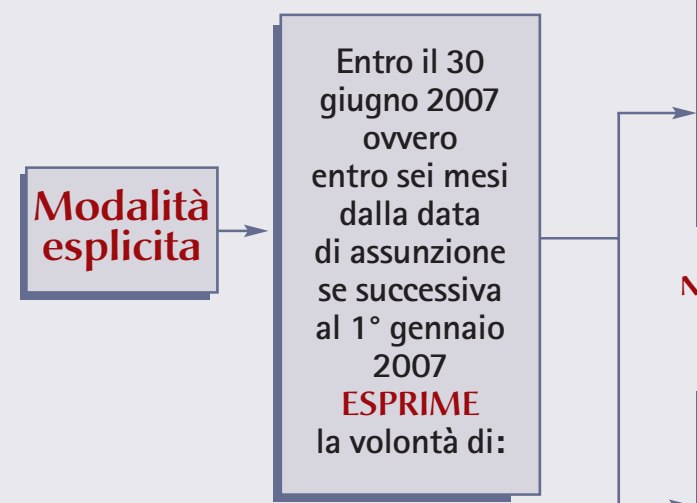 Modalità
esplicita
Entro il 30
giugno 2007
ovvero
entro sei mesi
dalla data
di assunzione
se successiva
al 1° gennaio
2007
ESPRIME
la volontà di:
N